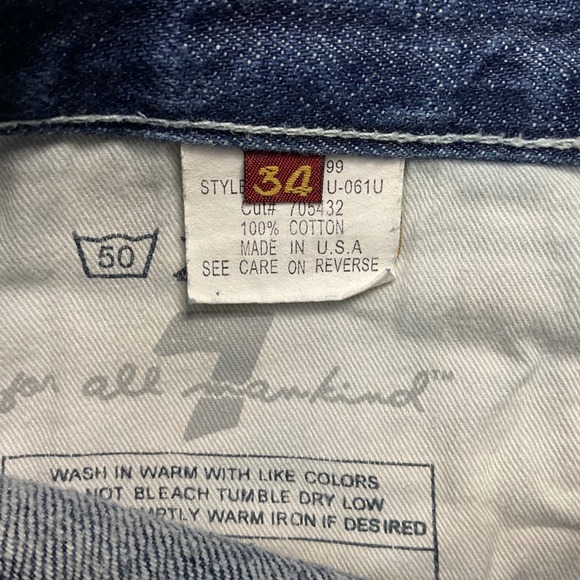 99
STYLE 34 U-061U
Cut# 705432
100% COTTON
MADE IN U.S.A
SEE CARE ON REVERSE
50
7
for all mankind™
WASH IN WARM WITH LIKE COLORS
NOT BLEACH TUMBLE DRY LOW
WARM IRON IF DESIRED